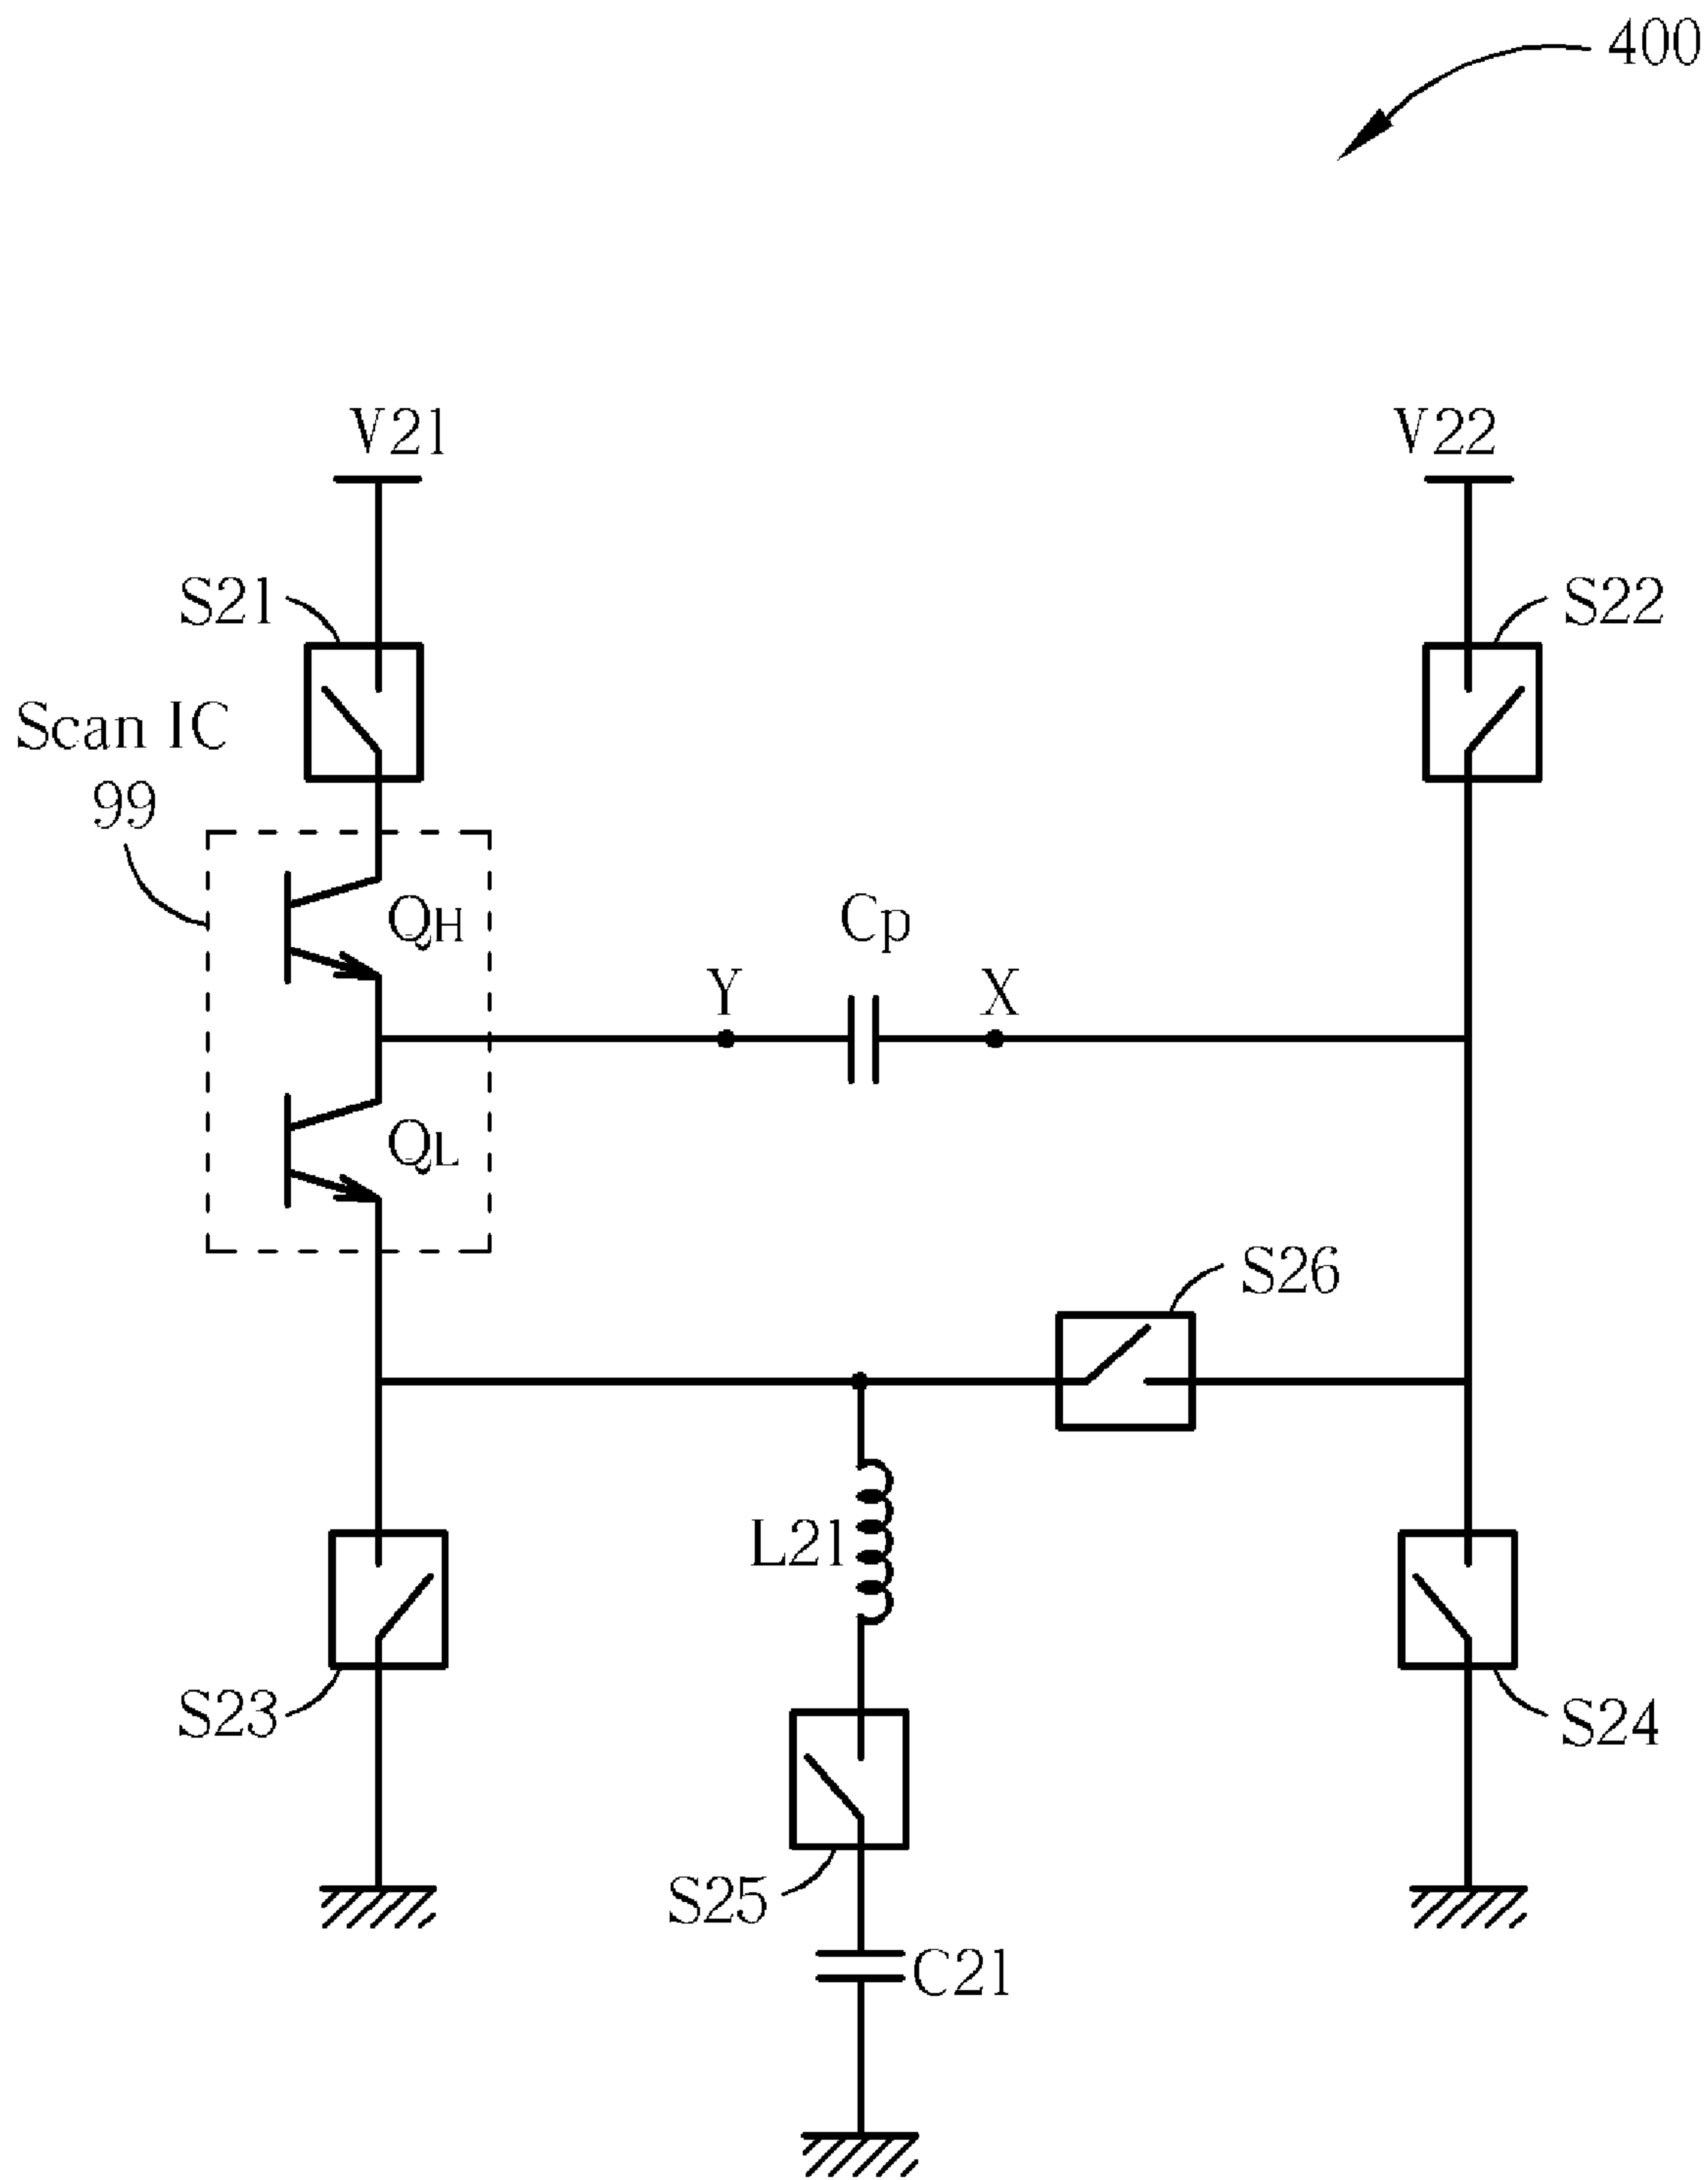 400
V21
V22
S21
S22
Scan IC
99
QH
Cp
Y
X
QL
S26
L21
S23
S24
S25
C21